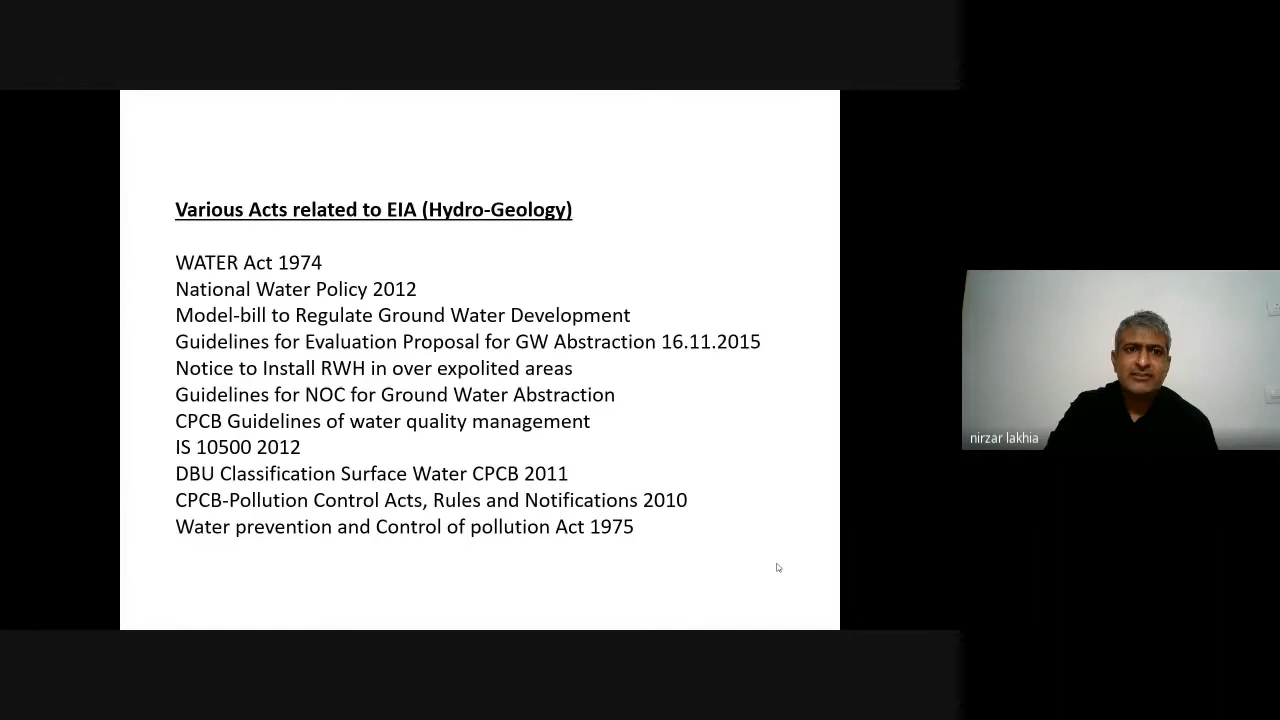 Various Acts related to EIA (Hydro-Geology)
WATER Act 1974
National Water Policy 2012
Model-bill to Regulate Ground Water Development
Guidelines for Evaluation Proposal for GW Abstraction 16.11.2015
Notice to Install RWH in over expolited areas
Guidelines for NOC for Ground Water Abstraction
CPCB Guidelines of water quality management
IS 10500 2012
DBU Classification Surface Water CPCB 2011
CPCB-Pollution Control Acts, Rules and Notifications 2010
Water prevention and Control of pollution Act 1975
nirzar lakhia